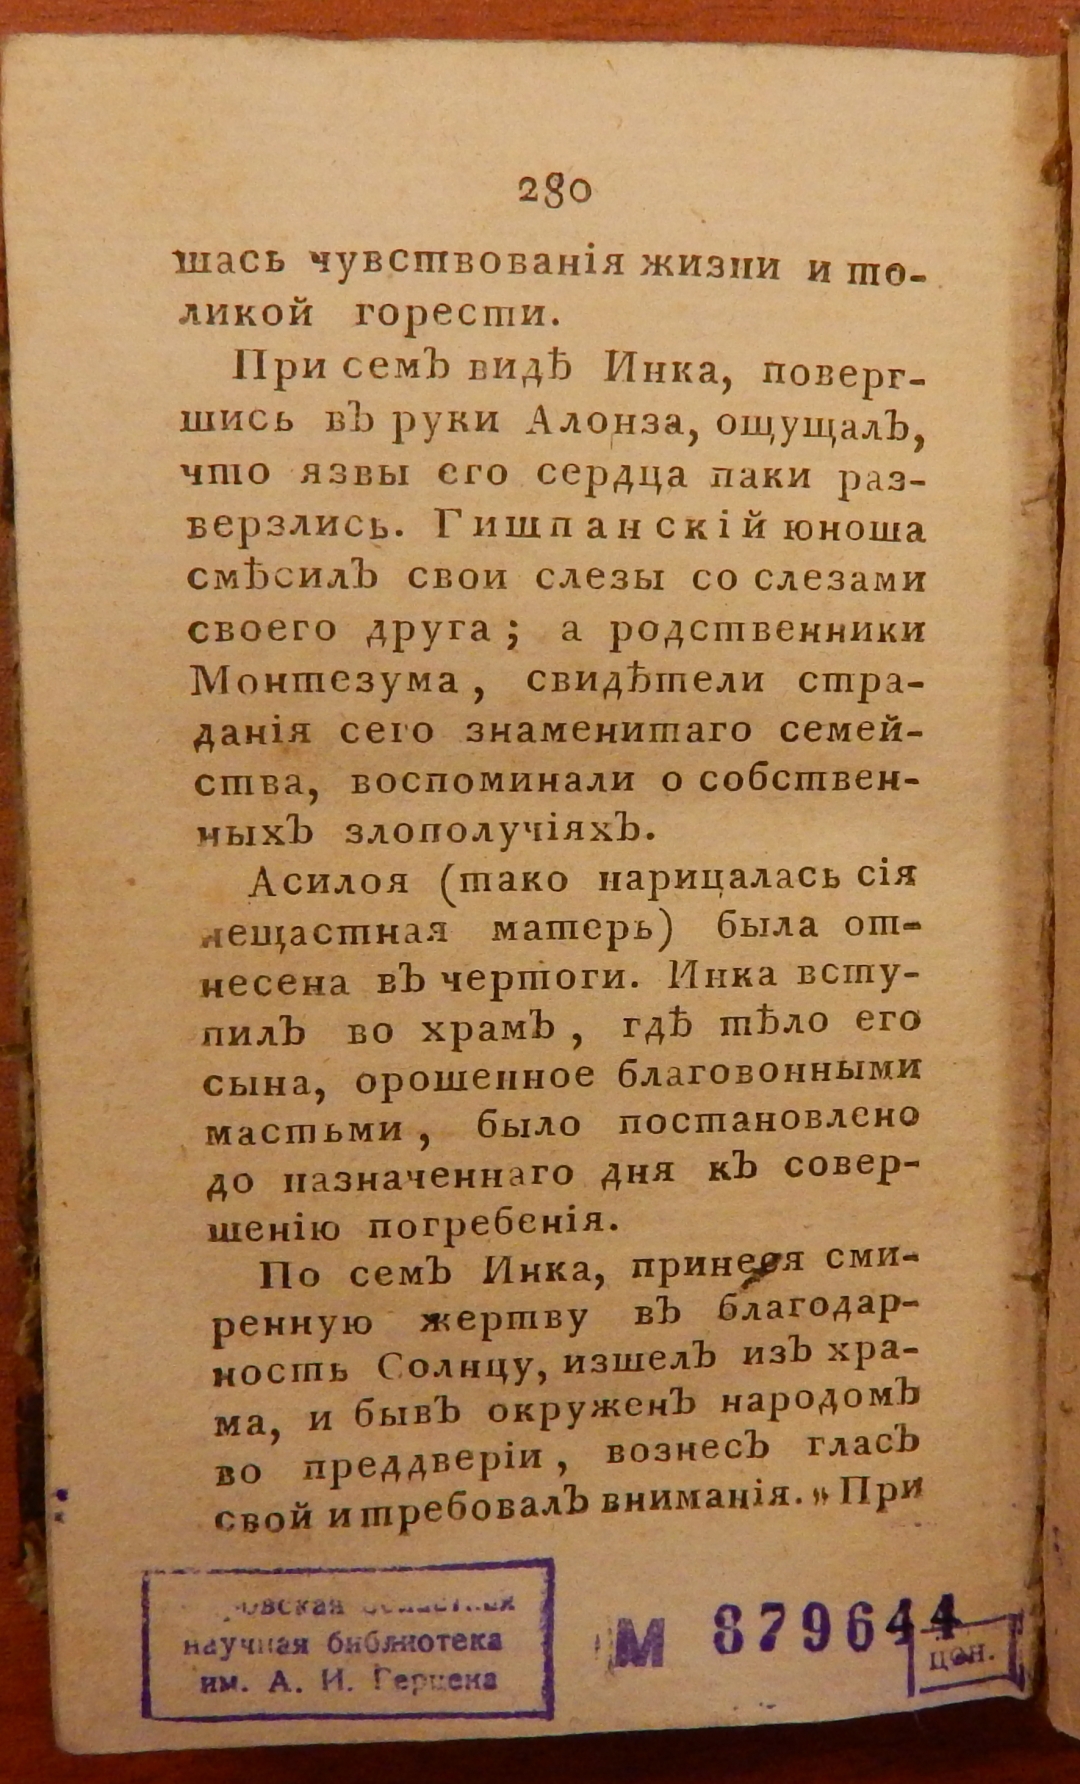 280
шась чувствованія жизни и то-
ликой горести.
При семъ видѣ Инка, поверг-
шись въ руки Алонза, ощущалъ,
что язвы его сердца паки раз-
верзлись. Гишпанскій юноша
смѣсилъ свои слезы со слезами
своего друга; а родственники
Монтезума, свидѣтели стра-
данія сего знаменитаго семей-
ства, воспоминали о собствен-
ныхъ злополучіяхъ.
Асилоя (тако нарицалась сія
нещастная матерь) была от-
несена въ чертоги. Инка всту-
пилъ во храмъ, гдѣ тѣло его
сына, орошенное благовонными
мастьми, было постановлено
до назначеннаго дня къ совер-
шенію погребенія.
По семъ Инка, принеся сми-
ренную жертву въ благодар-
ность Солнцу, изшелъ изъ хра-
ма, и бывъ окруженъ народомъ
во преддверіи, вознесъ гласъ
свой и требовалъ вниманія. „ При
научная библиотека
им. А. И. Герцена
М 879644
цон.